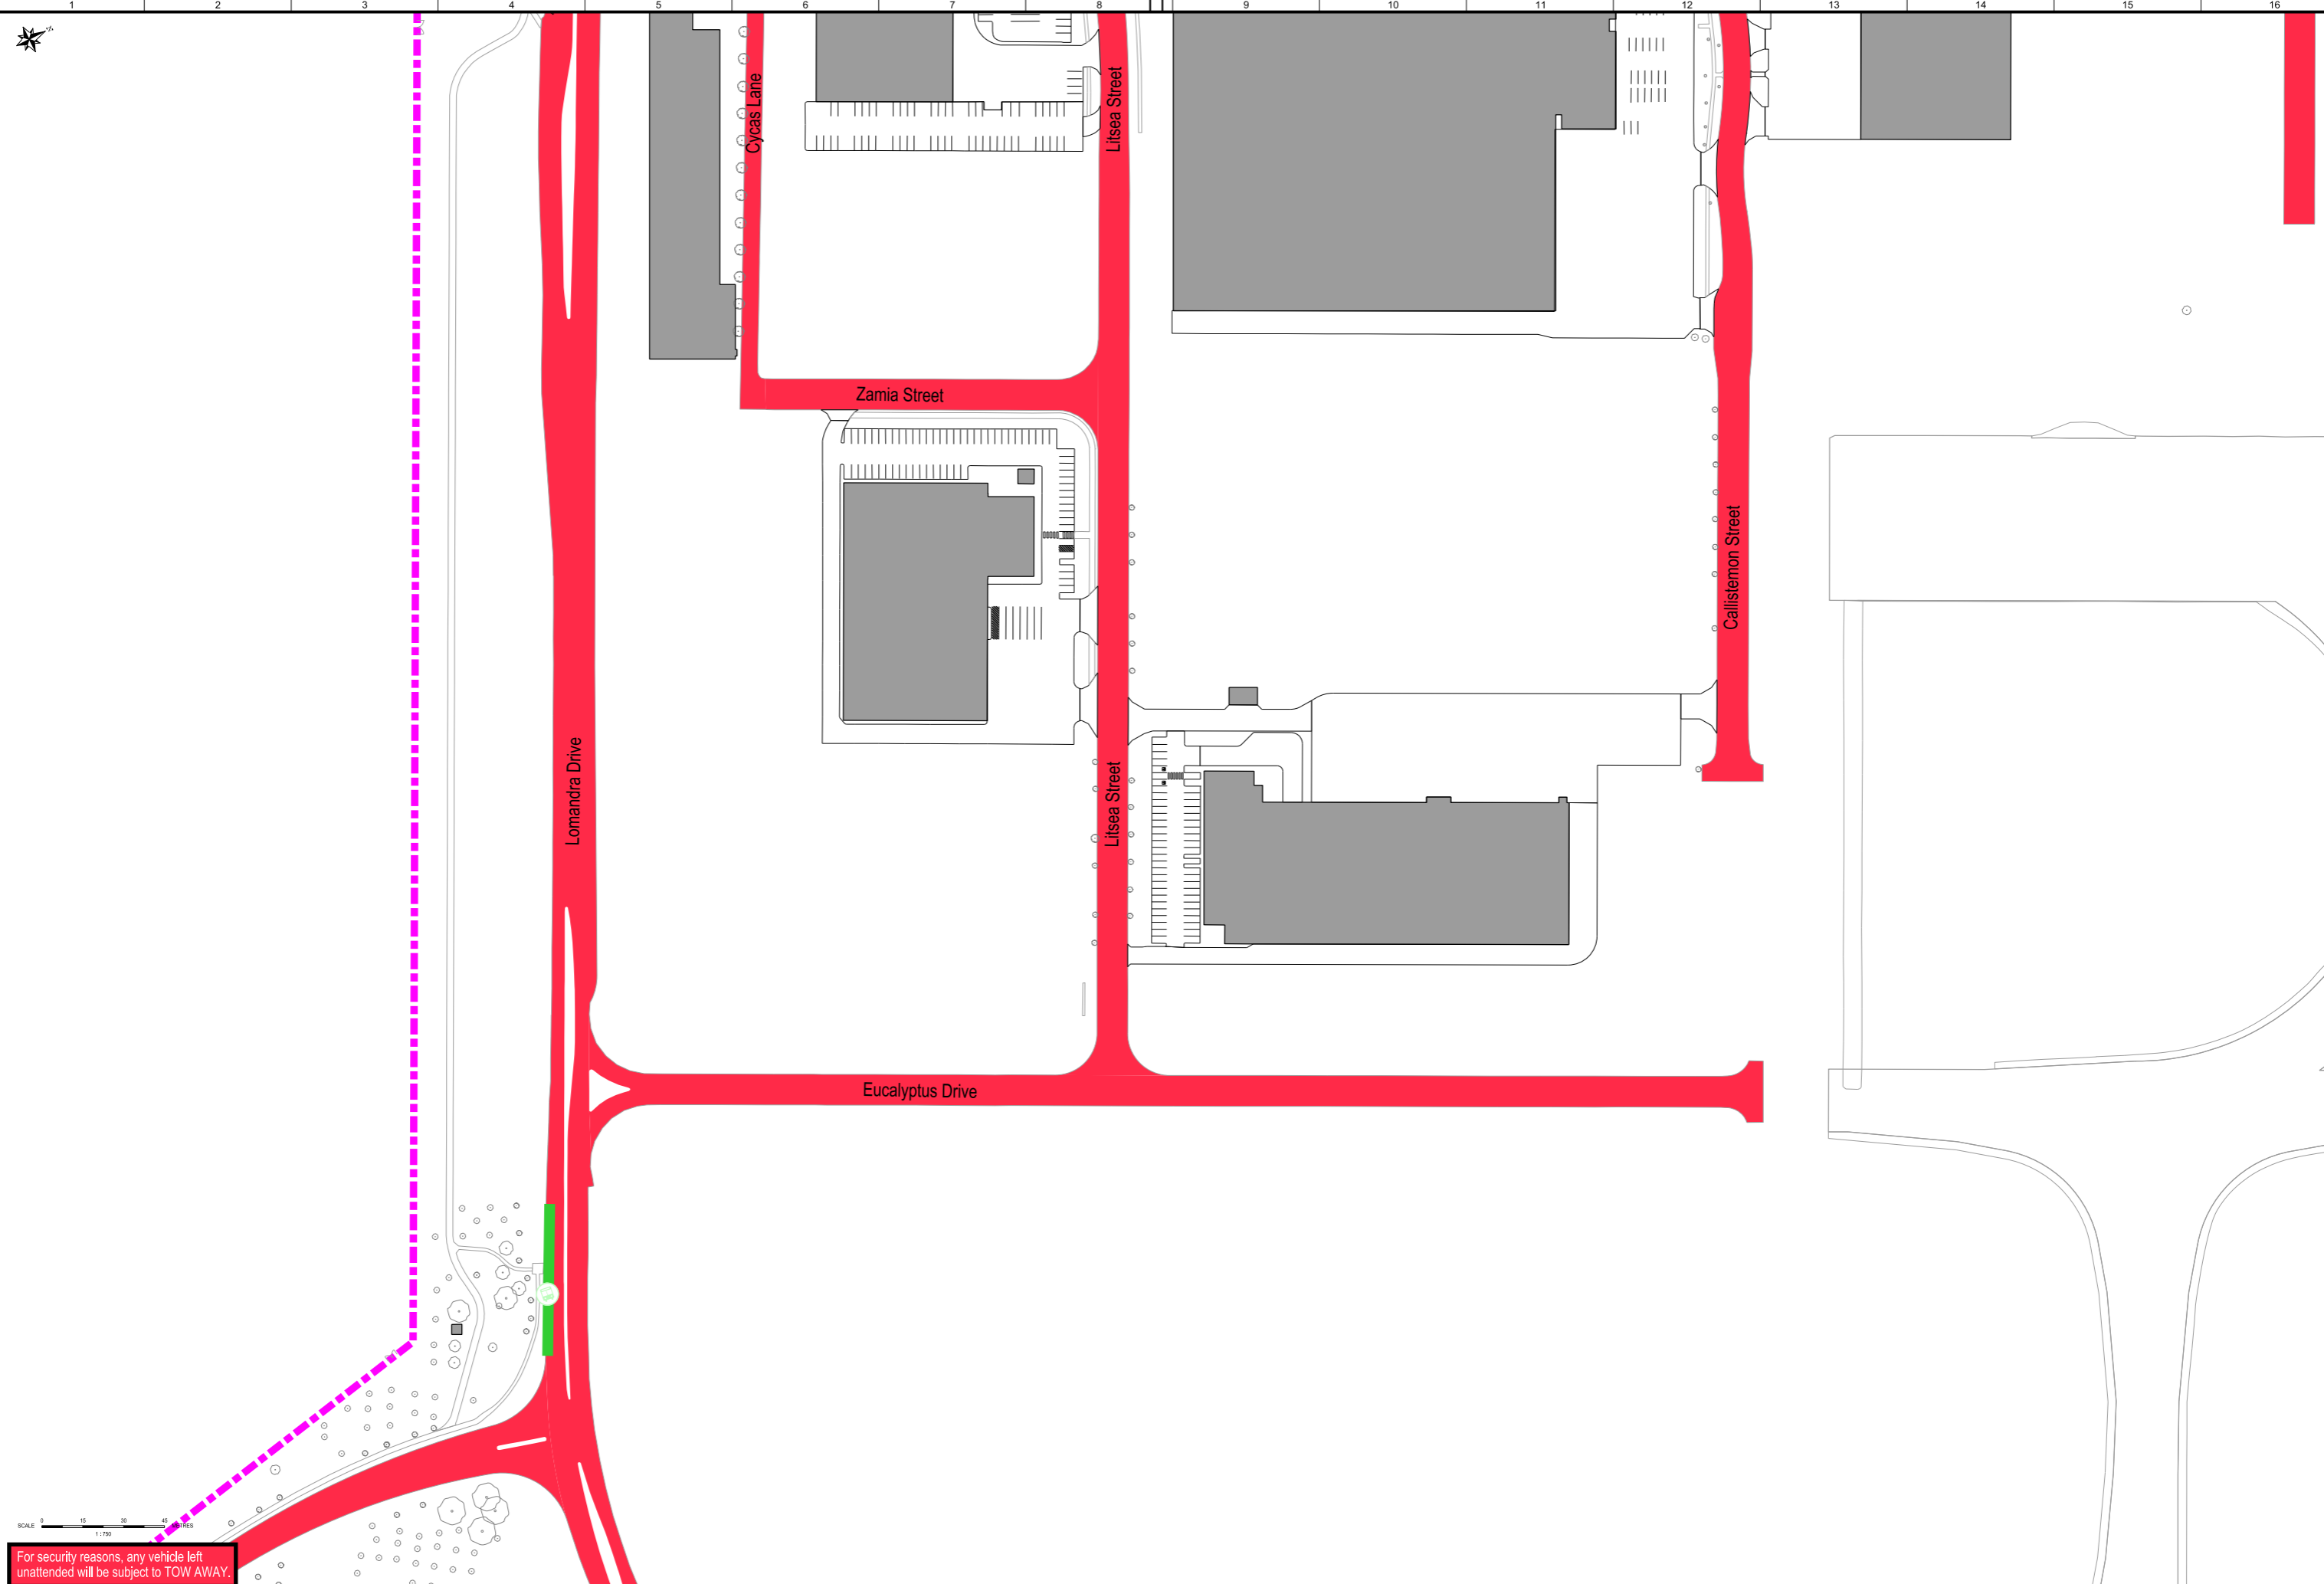 1 2 3 4 5 6 7 8 9 10 11 12 13 14 15 16
Cycas Lane
Litsea Street
Zamia Street
Callistemon Street
Lomandra Drive
Litsea Street
Eucalyptus Drive
SCALE 0 15 30 45 METRES
1 : 750
For security reasons, any vehicle left
unattended will be subject to TOW AWAY.